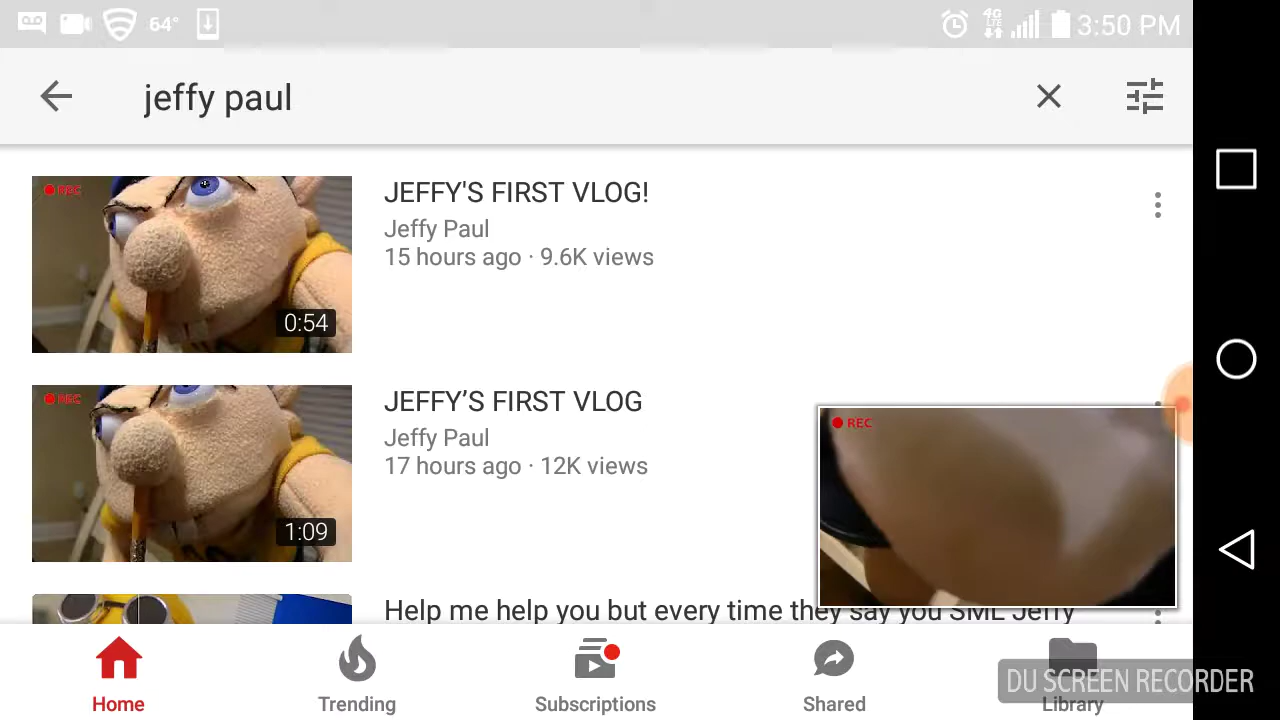 64°
4G
LTE
3:50 PM
jeffy paul
REC
JEFFY'S FIRST VLOG!
Jeffy Paul
15 hours ago · 9.6K views
0:54
REC
JEFFY’S FIRST VLOG
Jeffy Paul
17 hours ago · 12K views
1:09
REC
Help me help you but every time they say you SML Jeffy
Home
Trending
Subscriptions
Shared
Library
DU SCREEN RECORDER